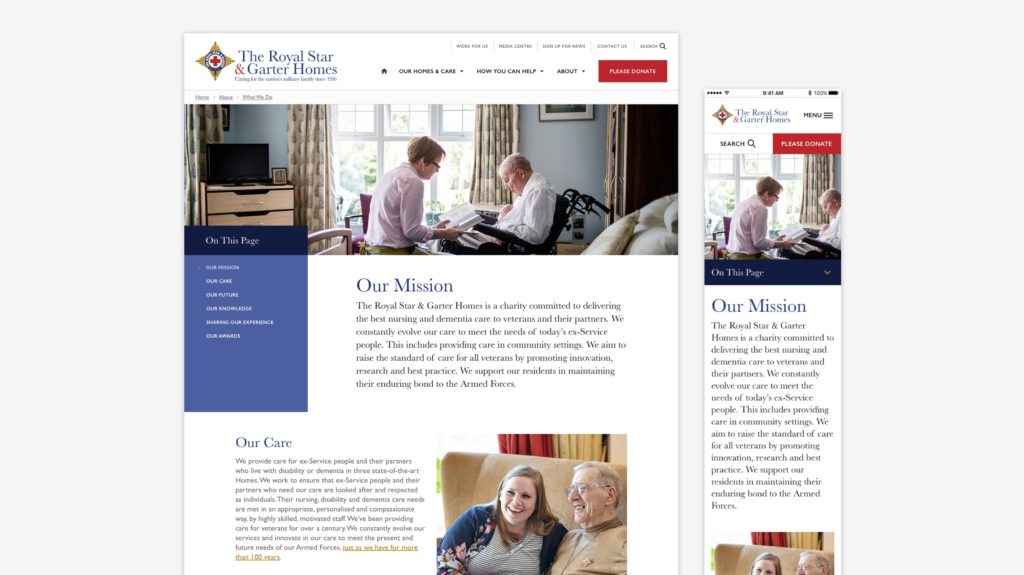 WORK FOR US
MEDIA CENTRE
SIGN UP FOR NEWS
CONTACT US
SEARCH
The Royal Star
& Garter Homes
Caring for the nation's military family since 1916
OUR HOMES & CARE
HOW YOU CAN HELP
ABOUT
PLEASE DONATE
Home
About
What We Do
On This Page
OUR MISSION
OUR CARE
OUR FUTURE
OUR KNOWLEDGE
SHARING OUR EXPERIENCE
OUR AWARDS
Our Mission
The Royal Star & Garter Homes is a charity committed to delivering
the best nursing and dementia care to veterans and their partners. We
constantly evolve our care to meet the needs of today's ex-Service
people. This includes providing care in community settings. We aim to
raise the standard of care for all veterans by promoting innovation,
research and best practice. We support our residents in maintaining
their enduring bond to the Armed Forces.
Our Care
We provide care for ex-Service people and their partners
who live with disability or dementia in three state-of-the-art
Homes. We work to ensure that ex-Service people and their
partners who need our care are looked after and respected
as individuals. Their nursing, disability and dementia care needs
are met in an appropriate, personalised and compassionate
way, by highly skilled, motivated staff. We've been providing
care for veterans for over a century. We constantly evolve our
services and innovate in our care to meet the present and
future needs of our Armed Forces, just as we have for more
than 100 years.
9:41 AM
100%
The Royal Star
& Garter Homes
MENU
SEARCH
PLEASE DONATE
On This Page
Our Mission
The Royal Star & Garter
Homes is a charity committed to
delivering the best nursing and
dementia care to veterans and
their partners. We constantly
evolve our care to meet the
needs of today's ex-Service
people. This includes providing
care in community settings. We
aim to raise the standard of care
for all veterans by promoting
innovation, research and best
practice. We support our
residents in maintaining their
enduring bond to the Armed
Forces.